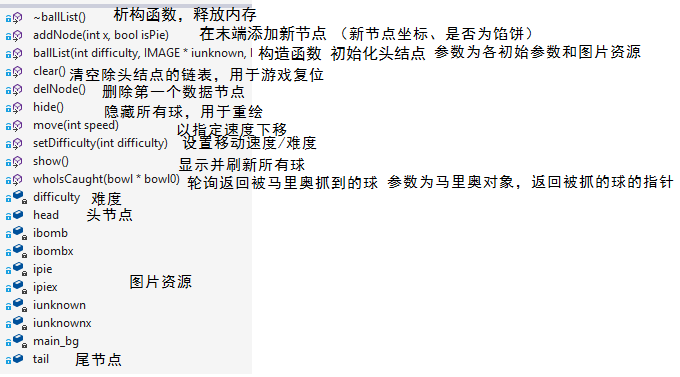 ~ballList() 析构函数，释放内存
addNode(int x, bool isPie) 在末端添加新节点 （新节点坐标、是否为馅饼）
ballList(int difficulty, IMAGE * iunknown, I 构造函数 初始化头结点 参数为各初始参数和图片资源
clear() 清空除头结点的链表，用于游戏复位
delNode() 删除第一个数据节点
hide() 隐藏所有球，用于重绘
move(int speed) 以指定速度下移
setDifficulty(int difficulty) 设置移动速度/难度
show() 显示并刷新所有球
whoIsCaught(bowl * bowl0) 轮询返回被马里奥抓到的球 参数为马里奥对象，返回被抓的球的指针
difficulty 难度
head 头节点
ibomb
ibombx
ipie
ipiex 图片资源
iunknown
iunknownx
main_bg
tail 尾节点